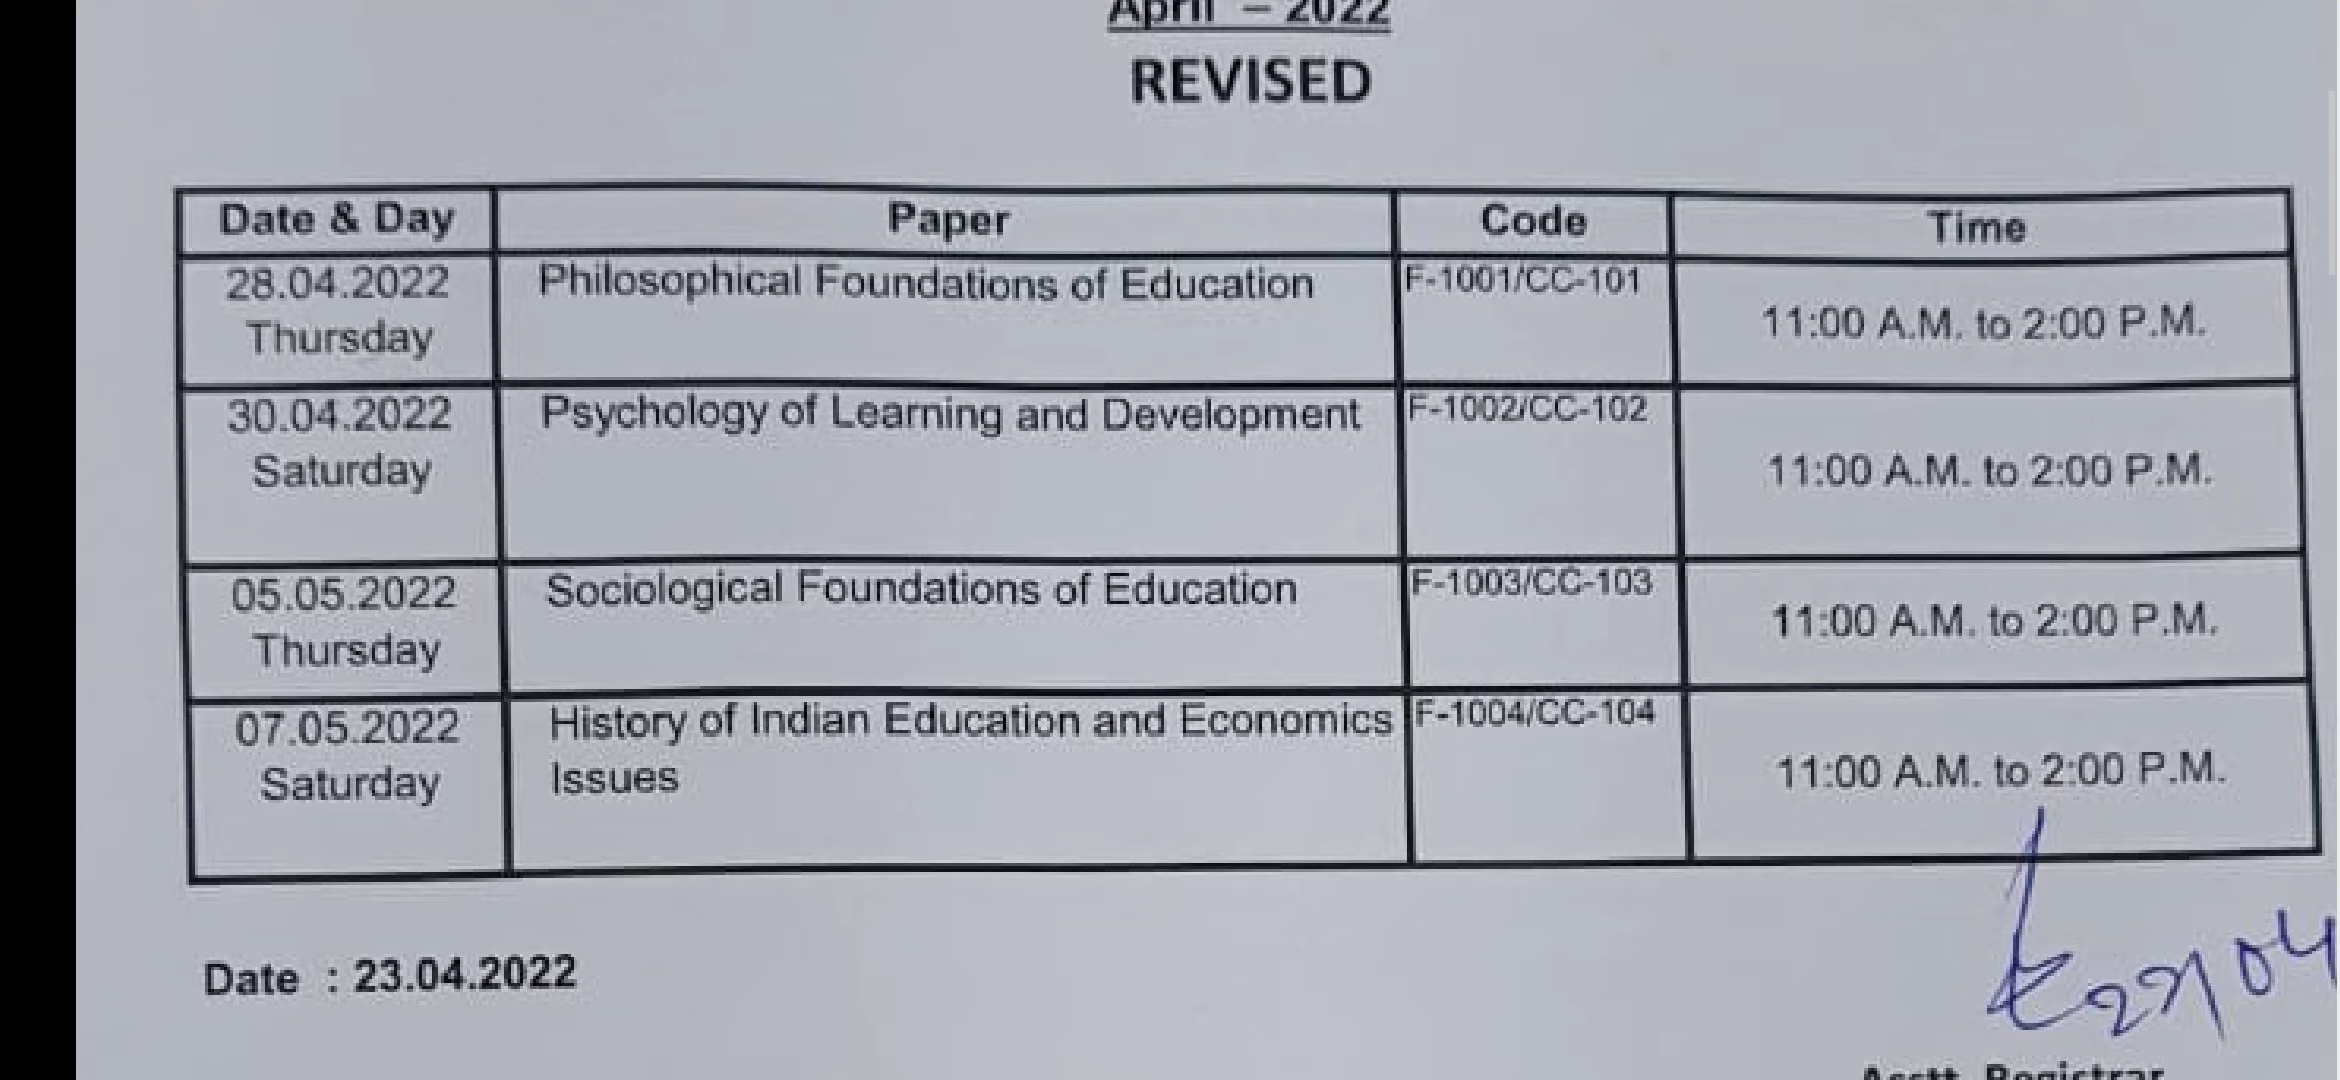 April – 2022
REVISED
Date & Day Paper Code Time
28.04.2022 Philosophical Foundations of Education F-1001/CC-101
Thursday 11:00 A.M. to 2:00 P.M.
30.04.2022 Psychology of Learning and Development F-1002/CC-102
Saturday 11:00 A.M. to 2:00 P.M.
05.05.2022 Sociological Foundations of Education F-1003/CC-103
Thursday 11:00 A.M. to 2:00 P.M.
07.05.2022 History of Indian Education and Economics F-1004/CC-104
Saturday Issues 11:00 A.M. to 2:00 P.M.
Date : 23.04.2022
Asstt. Registrar